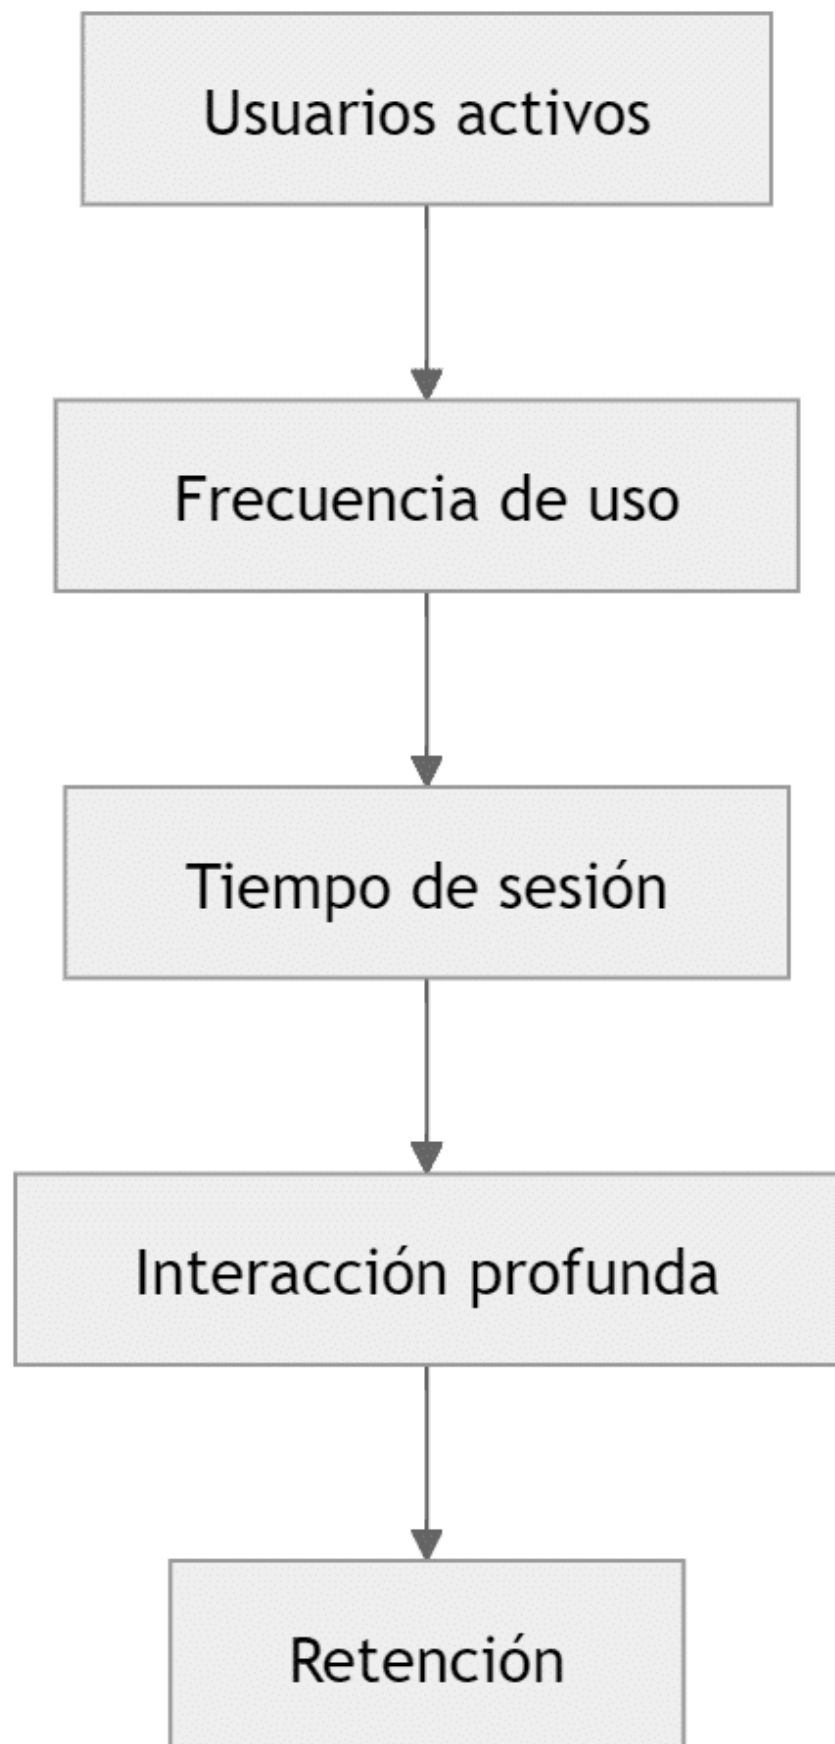 Usuarios activos
Frecuencia de uso
Tiempo de sesión
Interacción profunda
Retención